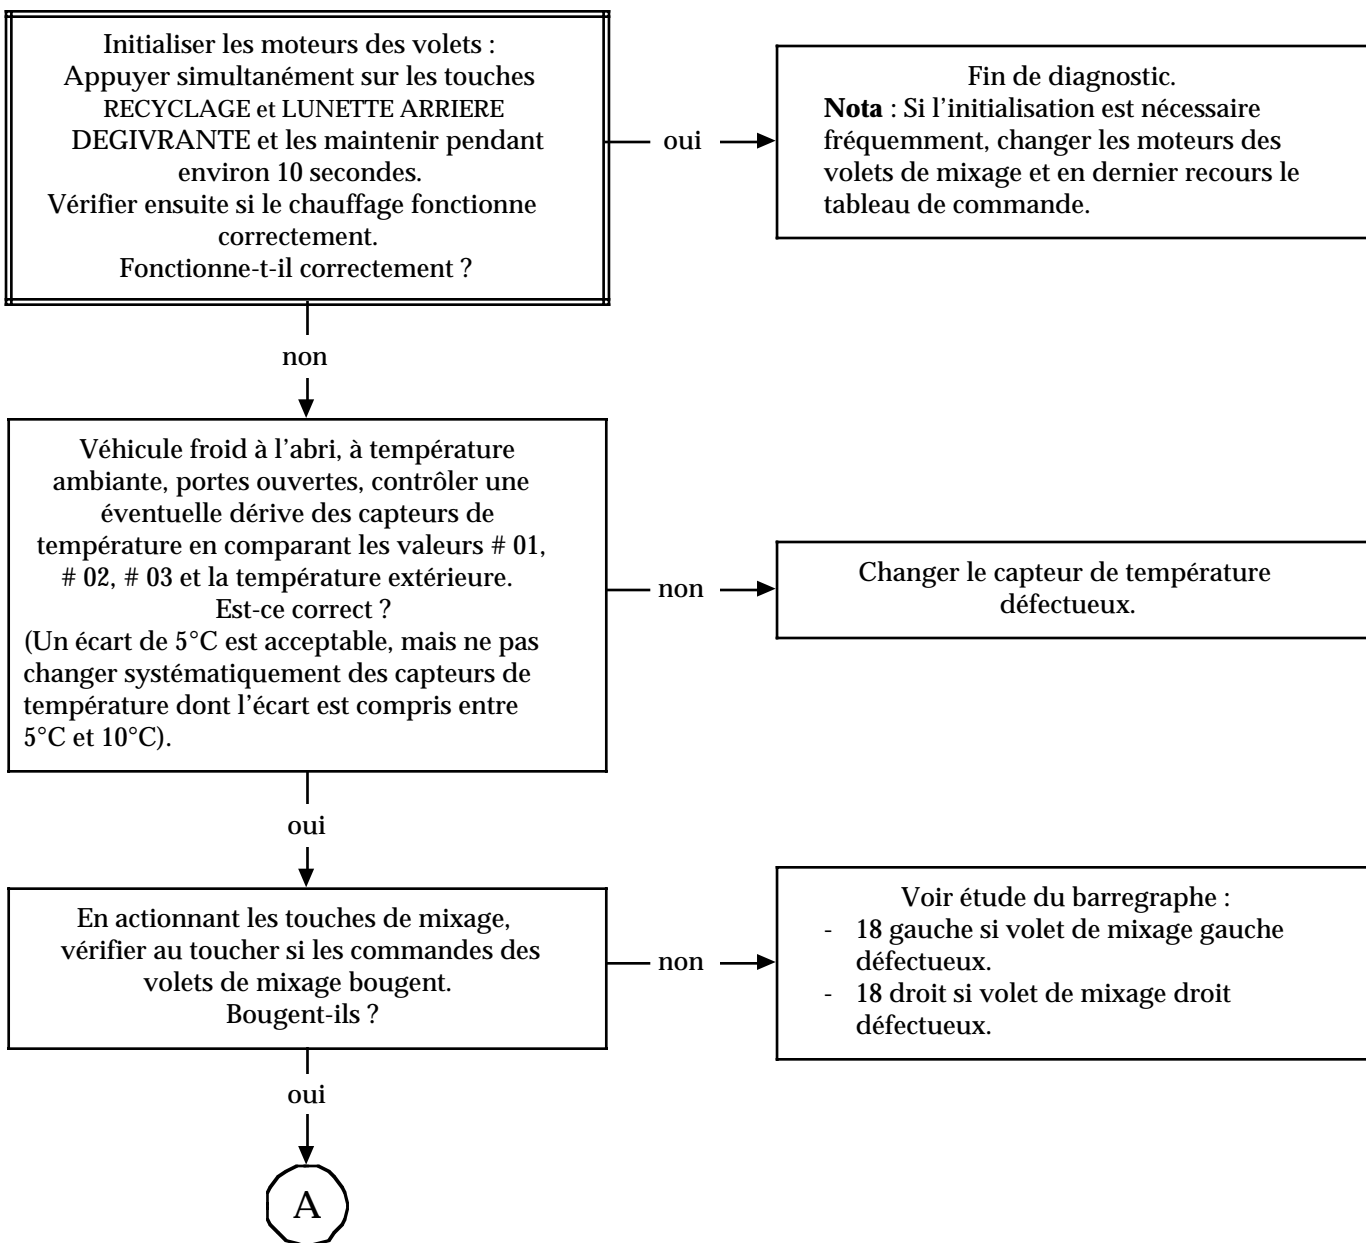 Initialiser les moteurs des volets :
Appuyer simultanément sur les touches
RECYCLAGE et LUNETTE ARRIERE
DEGIVRANTE et les maintenir pendant
environ 10 secondes.
Vérifier ensuite si le chauffage fonctionne
correctement.
Fonctionne-t-il correctement ?
oui
Fin de diagnostic.
Nota : Si l'initialisation est nécessaire
fréquemment, changer les moteurs des
volets de mixage et en dernier recours le
tableau de commande.
non
Véhicule froid à l'abri, à température
ambiante, portes ouvertes, contrôler une
éventuelle dérive des capteurs de
température en comparant les valeurs # 01,
# 02, # 03 et la température extérieure.
Est-ce correct ?
(Un écart de 5°C est acceptable, mais ne pas
changer systématiquement des capteurs de
température dont l'écart est compris entre
5°C et 10°C).
non
Changer le capteur de température
défectueux.
oui
En actionnant les touches de mixage,
vérifier au toucher si les commandes des
volets de mixage bougent.
Bougent-ils ?
non
Voir étude du barregraphe :
- 18 gauche si volet de mixage gauche
défectueux.
- 18 droit si volet de mixage droit
défectueux.
oui
A